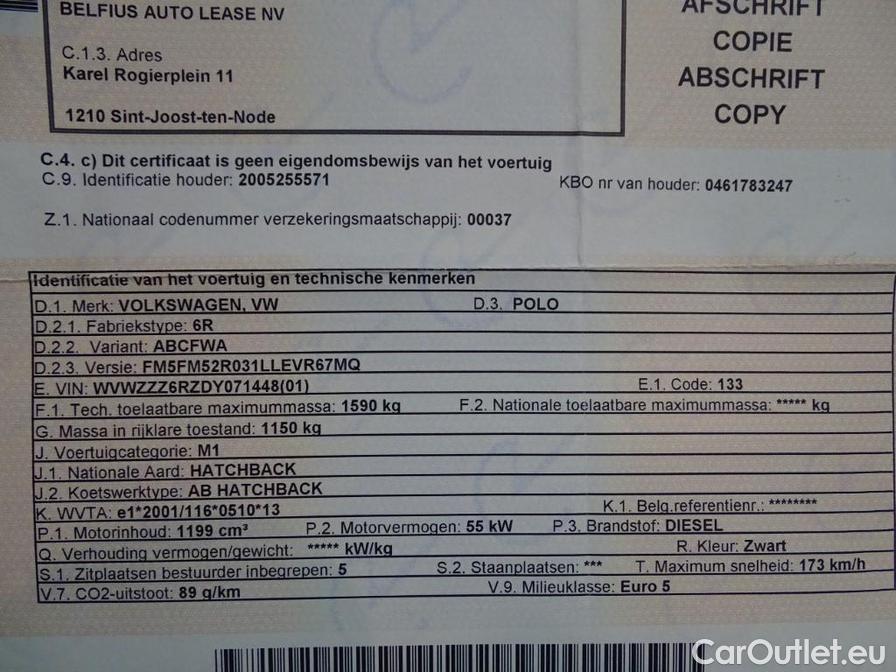 BELFIUS AUTO LEASE NV
AFSCHRIFT
C.1.3. Adres
COPIE
Karel Rogierplein 11
ABSCHRIFT
1210 Sint-Joost-ten-Node
COPY
C.4. c) Dit certificaat is geen eigendomsbewijs van het voertuig
C.9. Identificatie houder: 2005255571 KBO nr van houder: 0461783247
Z.1. Nationaal codenummer verzekeringsmaatschappij: 00037
Identificatie van het voertuig en technische kenmerken
D.1. Merk: VOLKSWAGEN, VW D.3. POLO
D.2.1. Fabriekstype: 6R
D.2.2. Variant: ABCFWA
D.2.3. Versie: FM5FM52R031LLEVR67MQ
E. VIN: WVWZZZ6RZDY071448(01) E.1. Code: 133
F.1. Tech. toelaatbare maximummassa: 1590 kg F.2. Nationale toelaatbare maximummassa: ***** kg
G. Massa in rijklare toestand: 1150 kg
J. Voertuigcategorie: M1
J.1. Nationale Aard: HATCHBACK
J.2. Koetswerktype: AB HATCHBACK
K. WVTA: e1*2001/116*0510*13 K.1. Belg.referentienr.: ********
P.1. Motorinhoud: 1199 cm³ P.2. Motorvermogen: 55 kW P.3. Brandstof: DIESEL
Q. Verhouding vermogen/gewicht: ***** kW/kg R. Kleur: Zwart
S.1. Zitplaatsen bestuurder inbegrepen: 5 S.2. Staanplaatsen: *** T. Maximum snelheid: 173 km/h
V.7. CO2-uitstoot: 89 g/km V.9. Milieuklasse: Euro 5
CarOutlet.eu